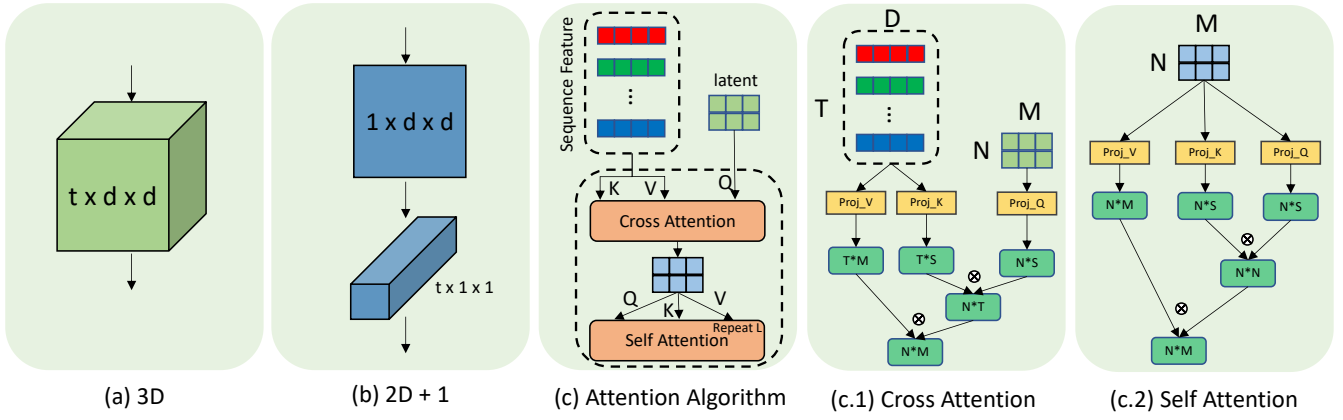 t x d x d
(a) 3D
1 x d x d
t x 1 x 1
(b) 2D + 1
Sequence Feature
...
latent
K
V
Q
Cross Attention
Q
K
V
Repeat L
Self Attention
(c) Attention Algorithm
D
T
...
M
N
Proj_V
Proj_K
Proj_Q
T*M
T*S
N*S
N*T
N*M
(c.1) Cross Attention
M
N
Proj_V
Proj_K
Proj_Q
N*M
N*S
N*S
N*N
N*M
(c.2) Self Attention